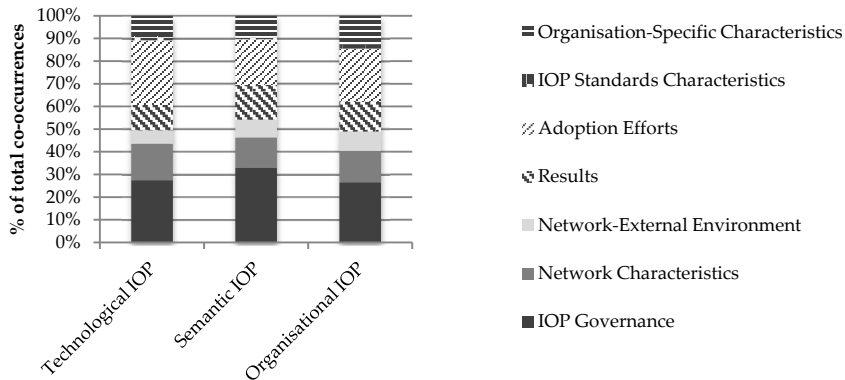 % of total co-occurrences
100%
90%
80%
70%
60%
50%
40%
30%
20%
10%
0%
Technological IOP
Semantic IOP
Organisational IOP
Organisation-Specific Characteristics
IOP Standards Characteristics
Adoption Efforts
Results
Network-External Environment
Network Characteristics
IOP Governance